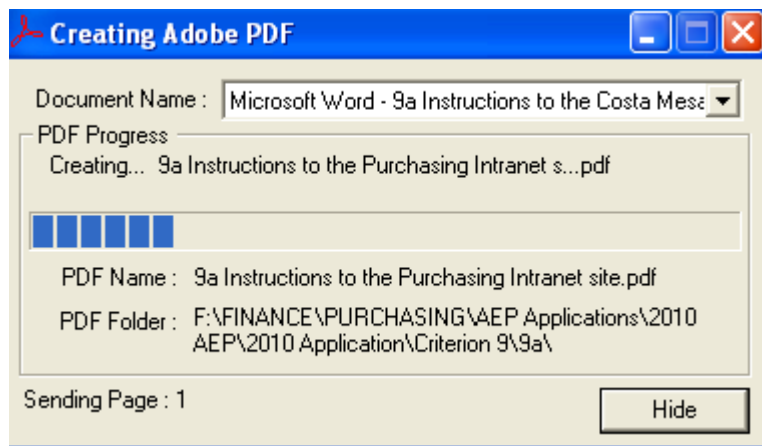 Creating Adobe PDF
Document Name : Microsoft Word - 9a Instructions to the Costa Mesa
PDF Progress
Creating... 9a Instructions to the Purchasing Intranet s...pdf
PDF Name : 9a Instructions to the Purchasing Intranet site.pdf
PDF Folder : F:\FINANCE\PURCHASING\AEP Applications\2010
AEP\2010 Application\Criterion 9\9a\
Sending Page : 1
Hide